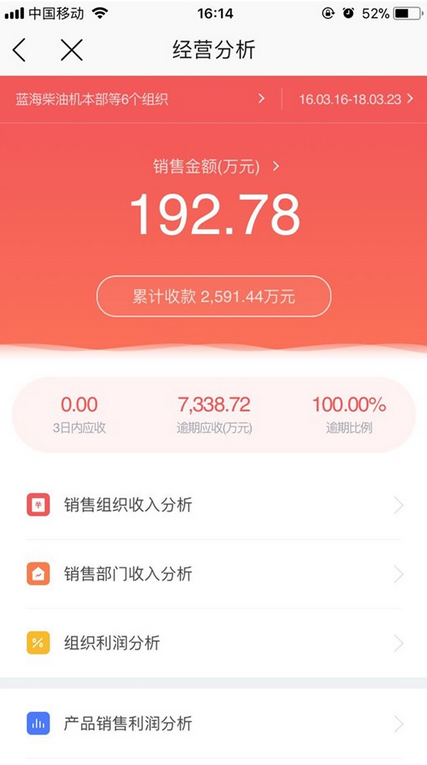 中国移动 16:14 52%
经营分析
蓝海柴油机本部等6个组织 16.03.16-18.03.23
销售金额(万元)
192.78
累计收款 2,591.44万元
0.00 7,338.72 100.00%
3日内应收 逾期应收(万元) 逾期比例
销售组织收入分析
销售部门收入分析
组织利润分析
产品销售利润分析